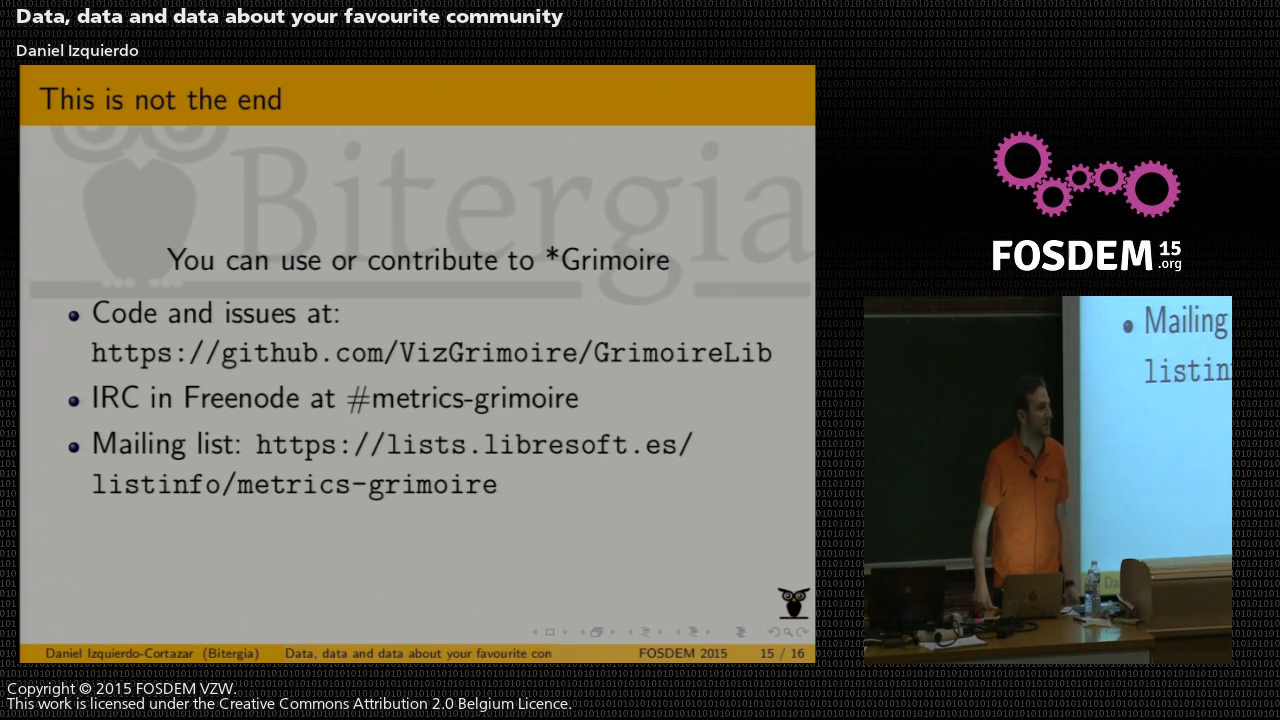 Data, data and data about your favourite community
Daniel Izquierdo
This is not the end
Bitergia
You can use or contribute to *Grimoire
• Code and issues at:
https://github.com/VizGrimoire/GrimoireLib
• IRC in Freenode at #metrics-grimoire
• Mailing list: https://lists.libresoft.es/
listinfo/metrics-grimoire
Daniel Izquierdo-Cortazar (Bitergia) Data, data and data about your favourite con FOSDEM 2015 15 / 16
FOSDEM 15
.org
• Mailing
listin
Da
Copyright © 2015 FOSDEM VZW.
This work is licensed under the Creative Commons Attribution 2.0 Belgium Licence.